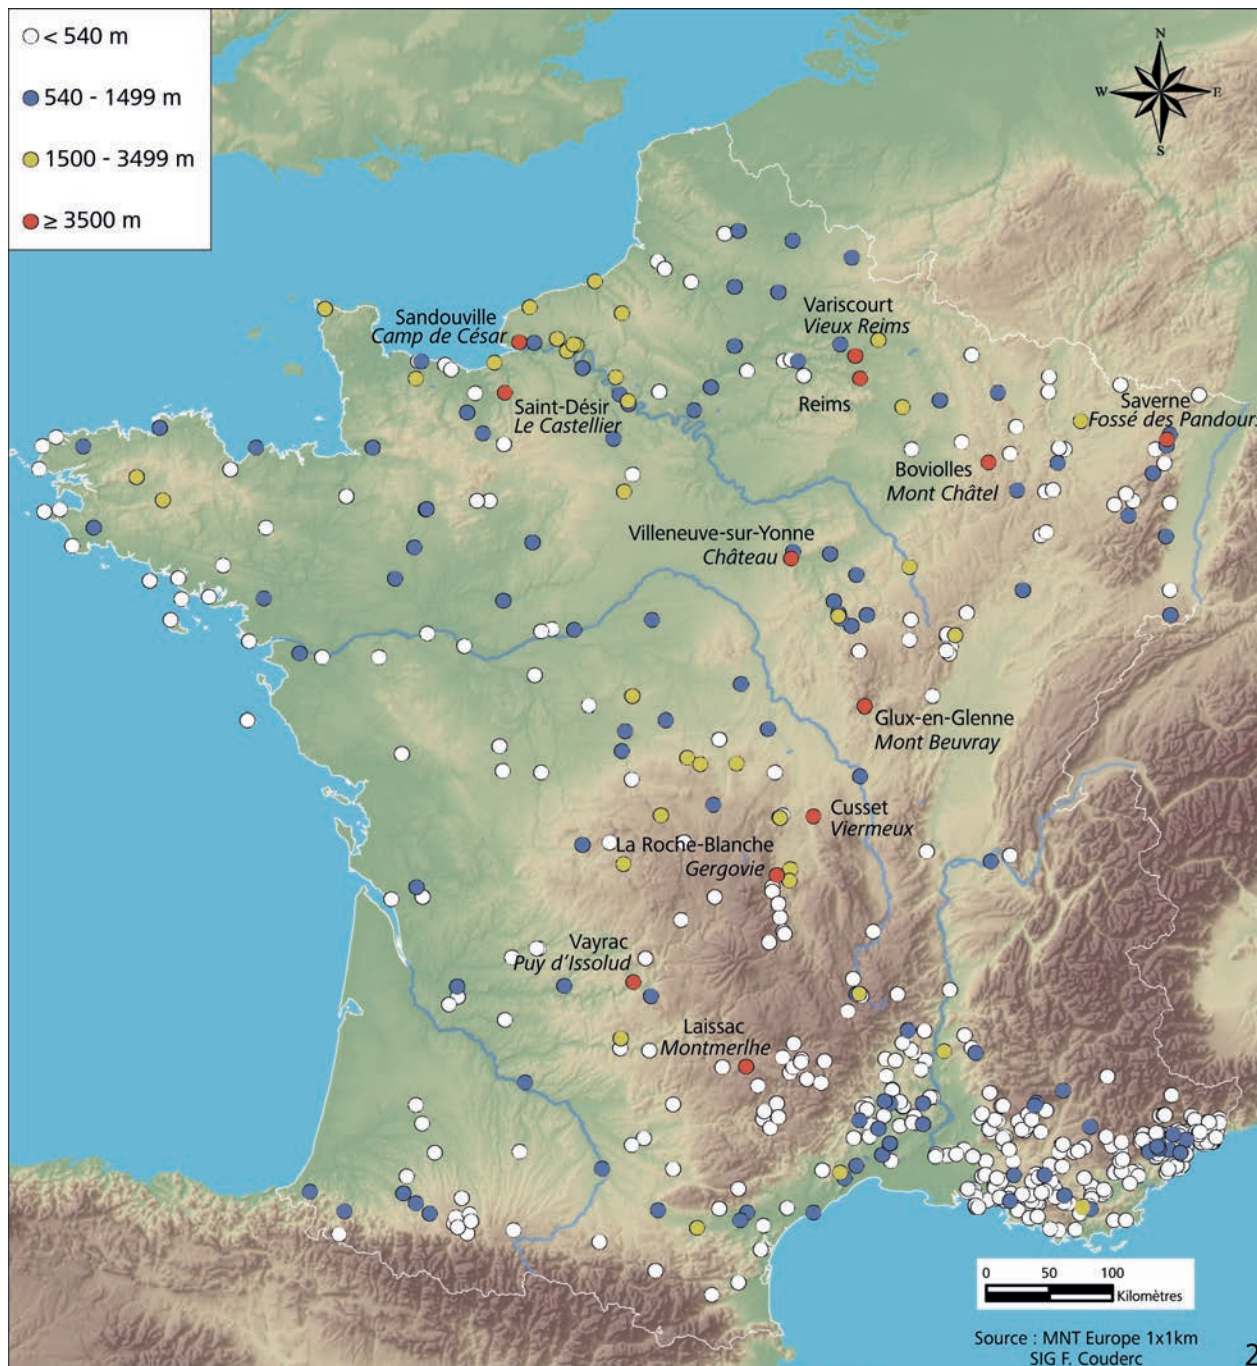 < 540 m
540 - 1499 m
1500 - 3499 m
≥ 3500 m
N
W
E
S
Sandouville
Camp de César
Variscourt
Vieux Reims
Reims
Saint-Désir
Le Castellier
Saverne
Fossé des Pandours
Boviolles
Mont Châtel
Villeneuve-sur-Yonne
Château
Glux-en-Glenne
Mont Beuvray
Cusset
Viermeux
La Roche-Blanche
Gergovie
Vayrac
Puy d'Issolud
Laissac
Montmerlhe
0 50 100
Kilomètres
Source : MNT Europe 1x1km
SIG F. Couderc
2